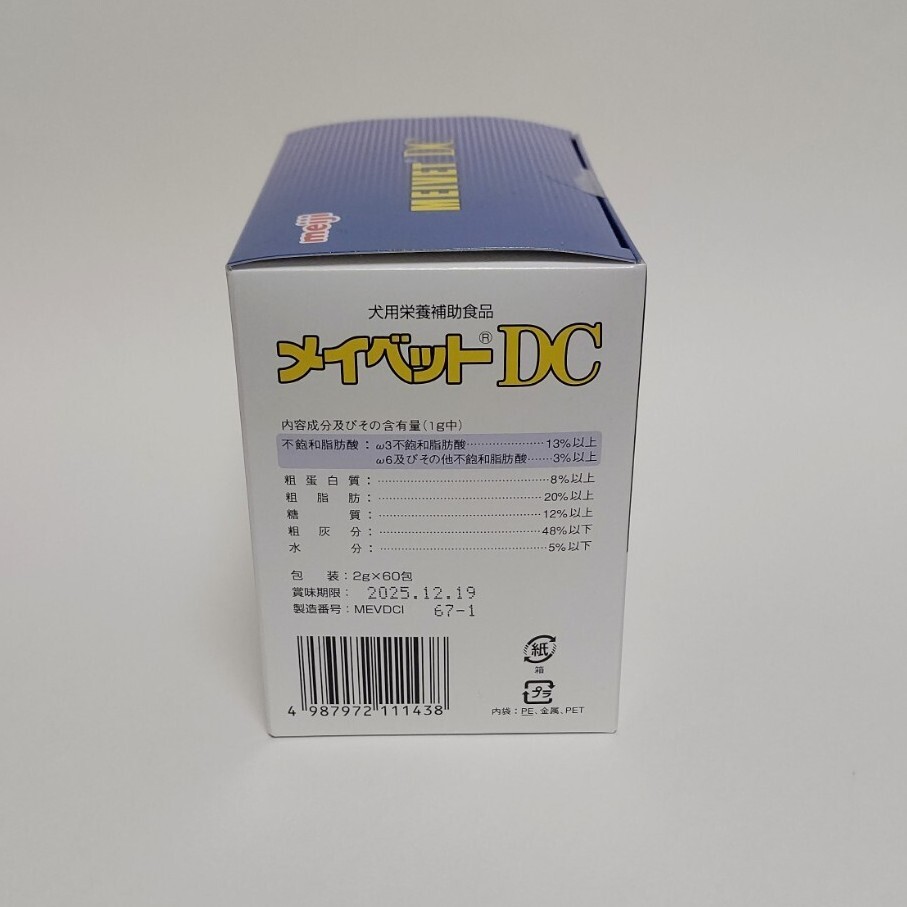 MEIVET DC
meiji
犬用栄養補助食品
メイベット®DC
内容成分及びその含有量(1g中)
不飽和脂肪酸:ω3不飽和脂肪酸…………………13%以上
ω6及びその他不飽和脂肪酸……3%以上
粗蛋白質:…………………………………8%以上
粗脂肪:…………………………………20%以上
糖質:…………………………………12%以上
粗灰分:…………………………………48%以下
水分:…………………………………5%以下
包装:2g×60包
賞味期限: 2025.12.19
製造番号:MEVDCI 67-1
紙
箱
プラ
内袋:PE、金属、PET
4 987972 111438